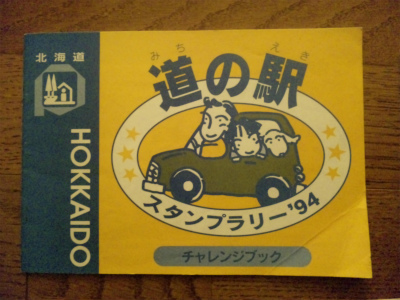 北海道
HOKKAIDO
みち えき
道の駅
スタンプラリー'94
チャレンジブック